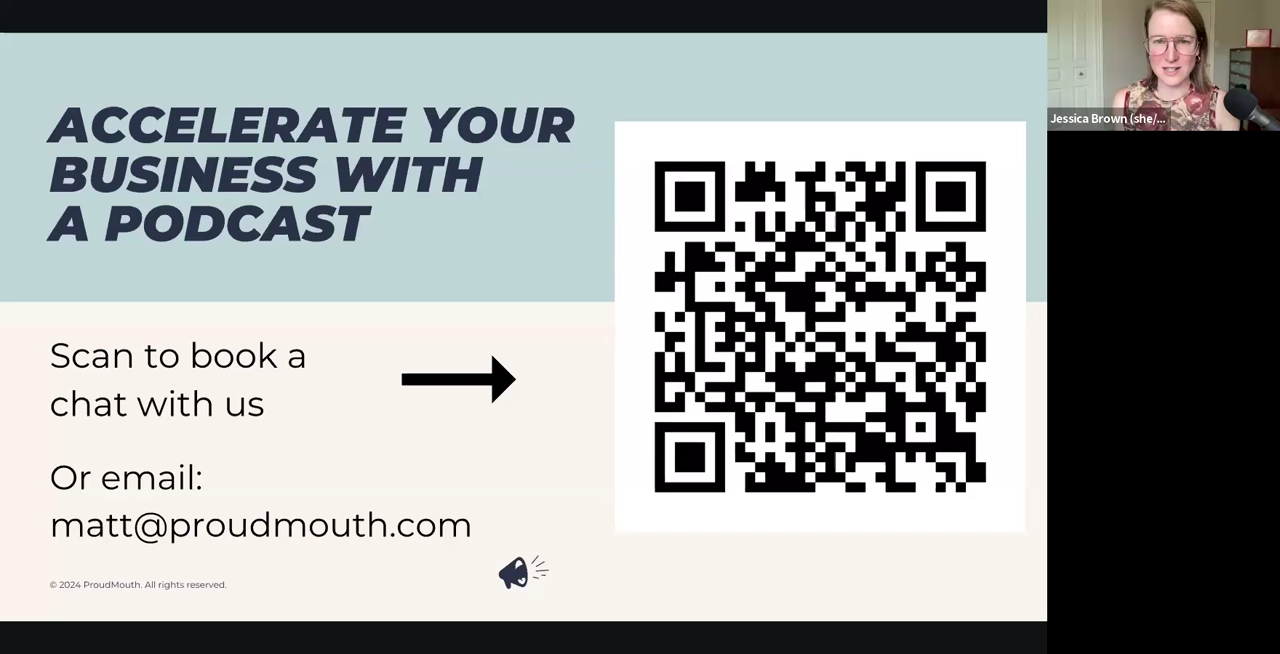 ACCELERATE YOUR
BUSINESS WITH
A PODCAST
Scan to book a
chat with us
Or email:
matt@proudmouth.com
© 2024 ProudMouth. All rights reserved.
Jessica Brown (she/...